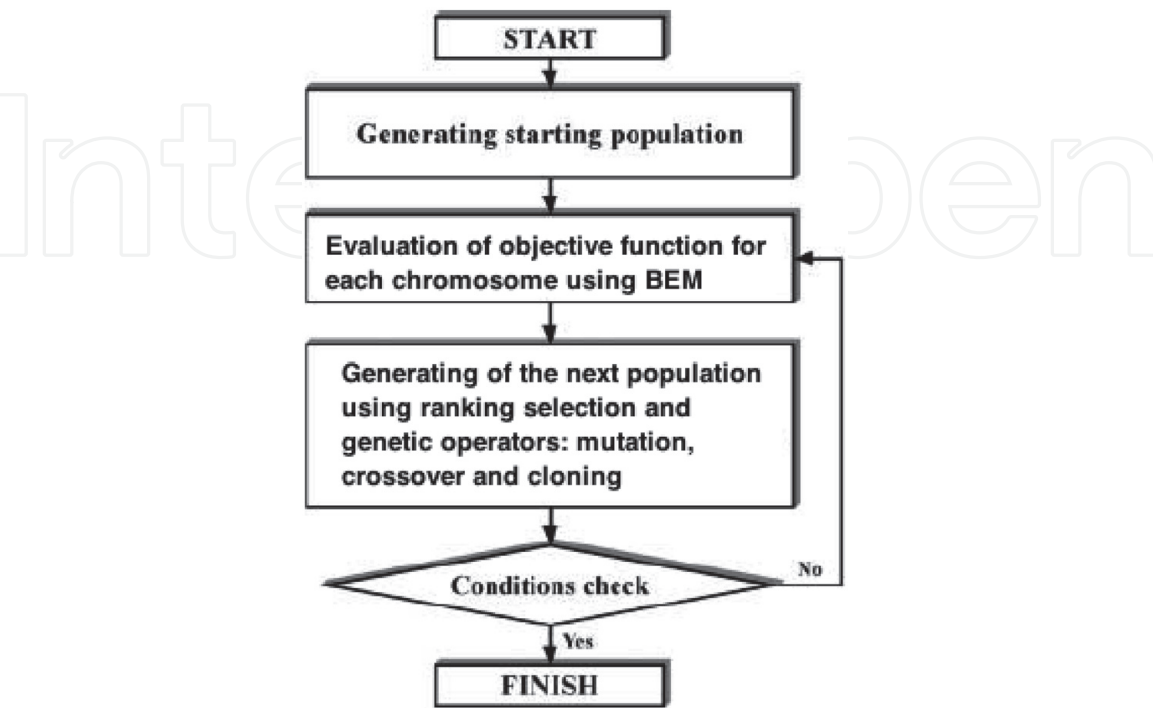 START
Generating starting population
Evaluation of objective function for
each chromosome using BEM
Generating of the next population
using ranking selection and
genetic operators: mutation,
crossover and cloning
Conditions check
No
Yes
FINISH